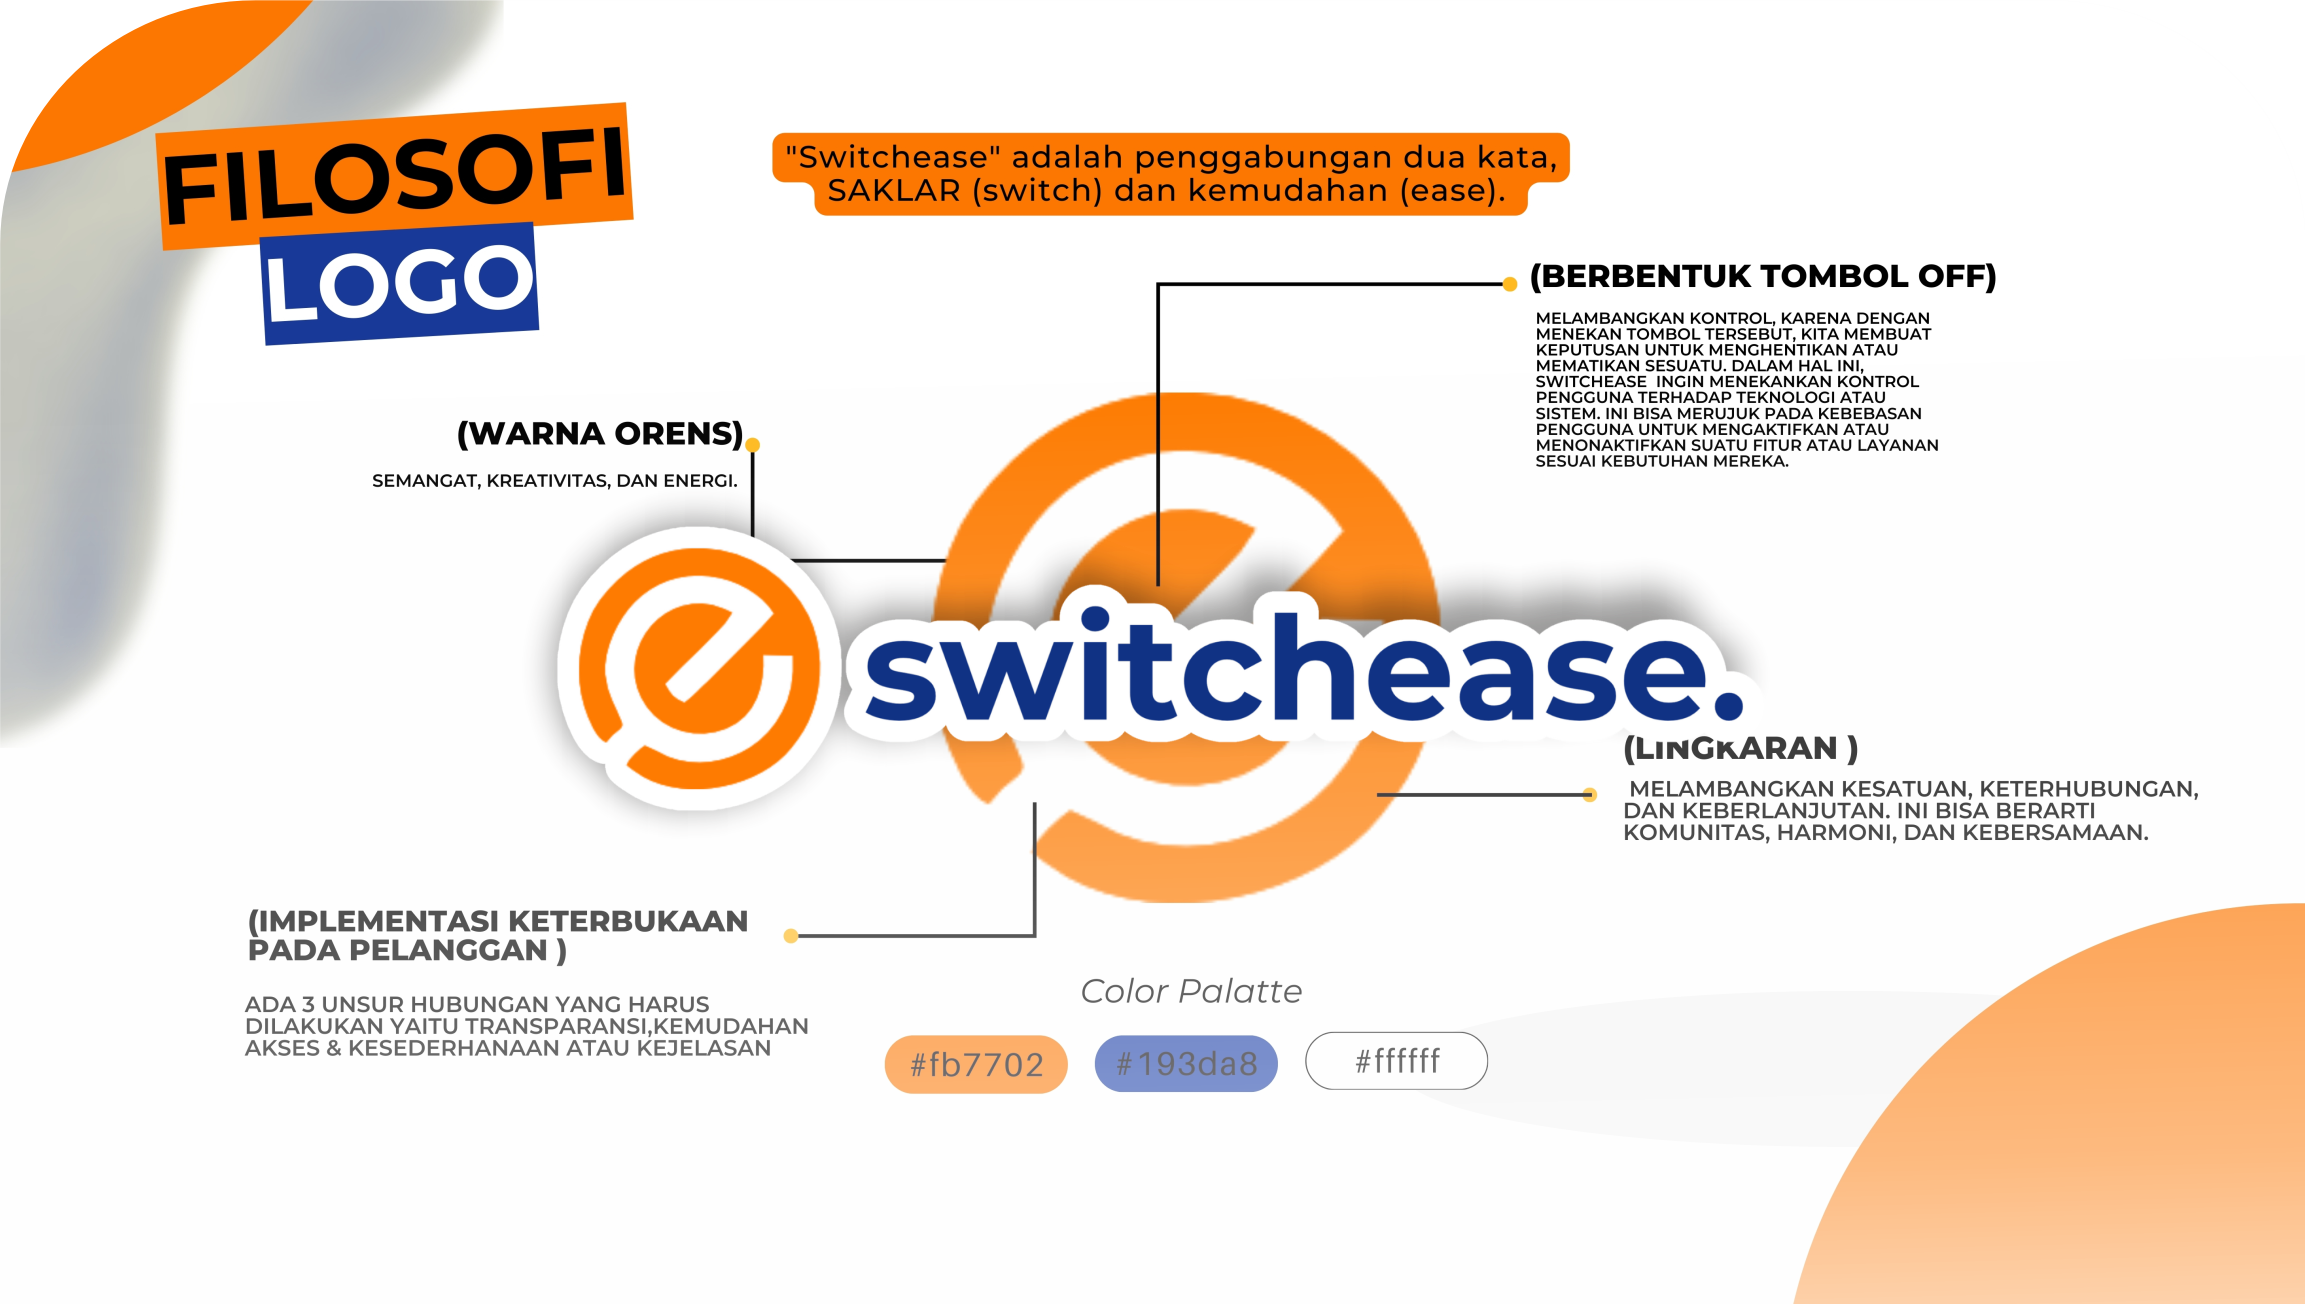 FILOSOFI
LOGO
"Switchease" adalah penggabungan dua kata,
SAKLAR (switch) dan kemudahan (ease).
(BERBENTUK TOMBOL OFF)
MELAMBANGKAN KONTROL, KARENA DENGAN
MENEKAN TOMBOL TERSEBUT, KITA MEMBUAT
KEPUTUSAN UNTUK MENGHENTIKAN ATAU
MEMATIKAN SESUATU. DALAM HAL INI,
SWITCHEASE  INGIN MENEKANKAN KONTROL
PENGGUNA TERHADAP TEKNOLOGI ATAU
SISTEM. INI BISA MERUJUK PADA KEBEBASAN
PENGGUNA UNTUK MENGAKTIFKAN ATAU
MENONAKTIFKAN SUATU FITUR ATAU LAYANAN
SESUAI KEBUTUHAN MEREKA.
(WARNA ORENS)
SEMANGAT, KREATIVITAS, DAN ENERGI.
switchease.
(LINGKARAN )
MELAMBANGKAN KESATUAN, KETERHUBUNGAN,
DAN KEBERLANJUTAN. INI BISA BERARTI
KOMUNITAS, HARMONI, DAN KEBERSAMAAN.
(IMPLEMENTASI KETERBUKAAN
PADA PELANGGAN )
ADA 3 UNSUR HUBUNGAN YANG HARUS
DILAKUKAN YAITU TRANSPARANSI,KEMUDAHAN
AKSES & KESEDERHANAAN ATAU KEJELASAN
Color Palatte
#fb7702
#193da8
#ffffff